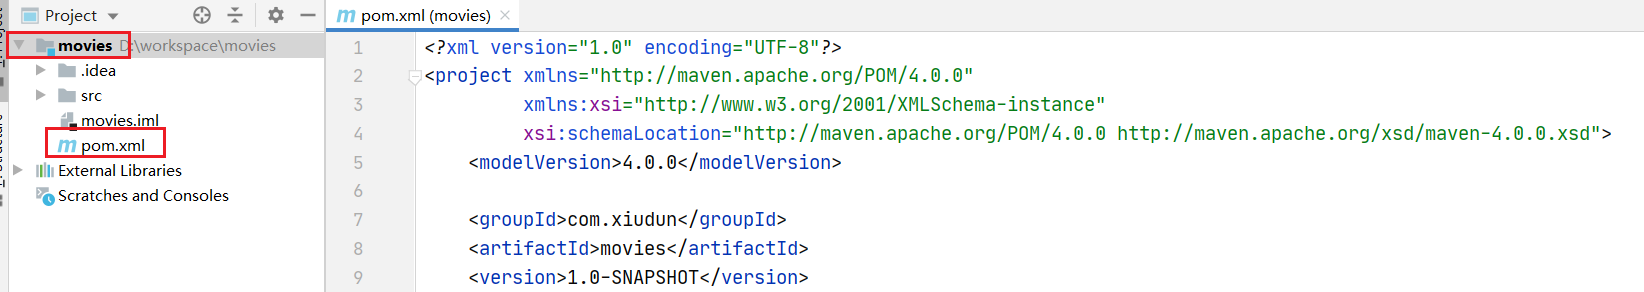 Project
movies D:\workspace\movies
.idea
src
movies.iml
pom.xml
External Libraries
Scratches and Consoles
pom.xml (movies)
1 <?xml version="1.0" encoding="UTF-8"?>
2 <project xmlns="http://maven.apache.org/POM/4.0.0"
3 xmlns:xsi="http://www.w3.org/2001/XMLSchema-instance"
4 xsi:schemaLocation="http://maven.apache.org/POM/4.0.0 http://maven.apache.org/xsd/maven-4.0.0.xsd">
5 <modelVersion>4.0.0</modelVersion>
6
7 <groupId>com.xiudun</groupId>
8 <artifactId>movies</artifactId>
9 <version>1.0-SNAPSHOT</version>